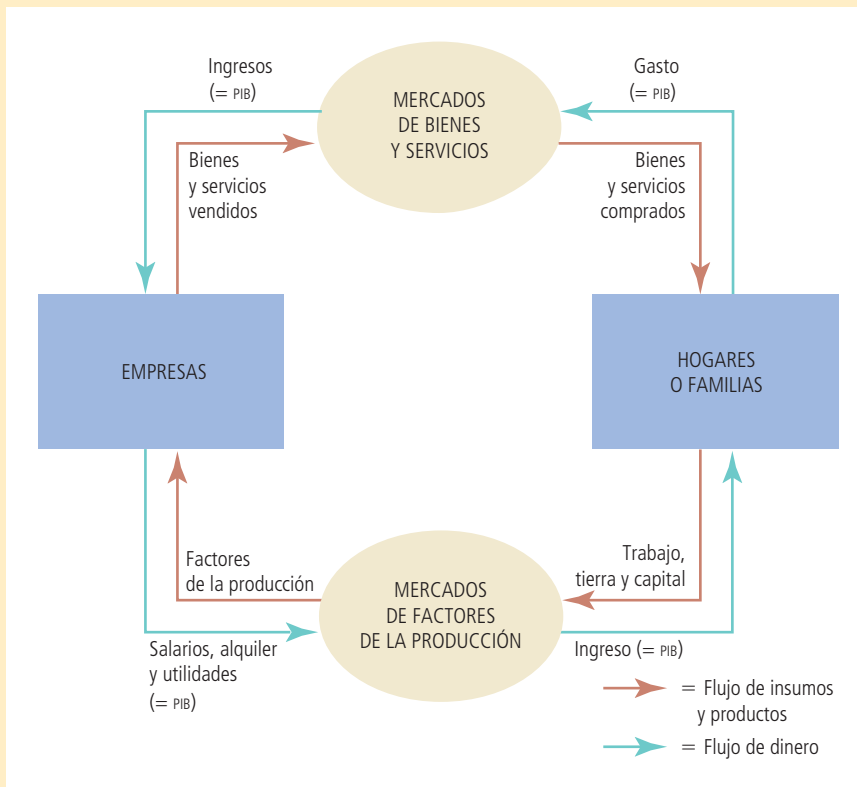 Ingresos
(= PIB)
MERCADOS
DE BIENES
Y SERVICIOS
Gasto
(= PIB)
Bienes
y servicios
vendidos
Bienes
y servicios
comprados
EMPRESAS
HOGARES
O FAMILIAS
Factores
de la producción
MERCADOS
DE FACTORES
DE LA PRODUCCIÓN
Trabajo,
tierra y capital
Salarios, alquiler
y utilidades
(= PIB)
Ingreso (= PIB)
= Flujo de insumos
y productos
= Flujo de dinero